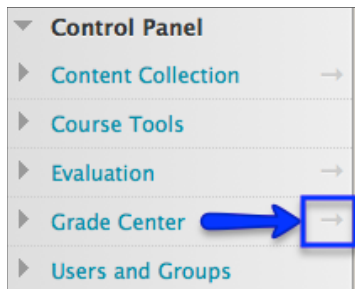 Control Panel
Content Collection
Course Tools
Evaluation
Grade Center
Users and Groups